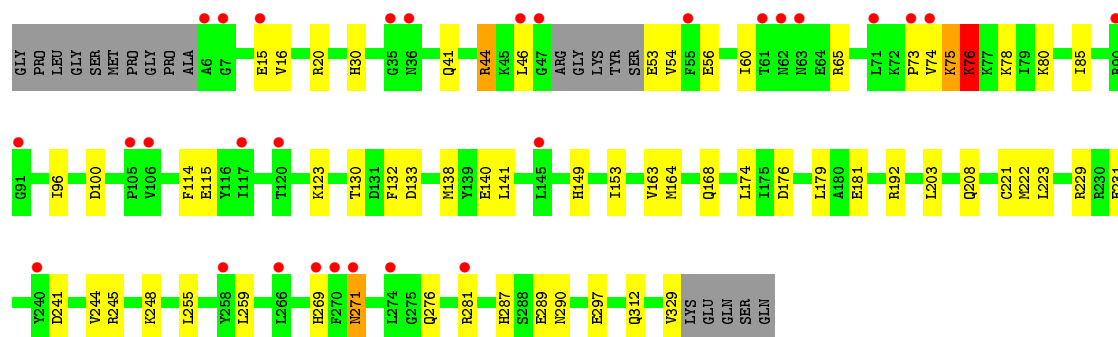 GLY PRO LEU GLY SER MET PRO GLY PRO ALA A6 G7 E15 V16 R20 H30 G35 N36 Q41 R44 K45 L46 G47 ARG GLY LYS TYR SER E53 V54 F55 E56 I60 T61 N62 N63 E64 R65 L71 K72 P73 V74 K75 K76 K77 K78 I79 K80 I85 R90
G91 I96 D100 P105 V106 F114 E115 Y116 I117 T120 K123 T130 D131 F132 D133 M138 Y139 E140 L141 L145 H149 I153 V163 M164 Q168 L174 I175 D176 L179 A180 E181 R192 L203 Q208 C221 M222 L223 R229 R230 E231
Y240 D241 V244 R245 K248 L255 Y258 L259 L266 H269 F270 N271 L274 G275 Q276 R281 H287 S288 E289 N290 E297 Q312 V329 LYS GLU GLN SER GLN